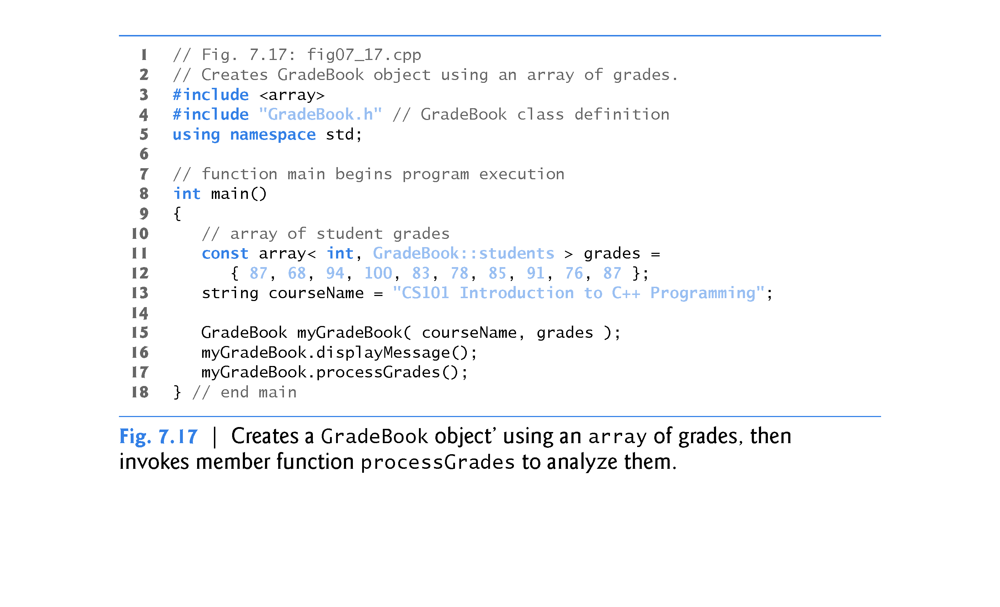 1 // Fig. 7.17: fig07_17.cpp
2 // Creates GradeBook object using an array of grades.
3 #include <array>
4 #include "GradeBook.h" // GradeBook class definition
5 using namespace std;
6
7 // function main begins program execution
8 int main()
9 {
10 // array of student grades
11 const array< int, GradeBook::students > grades =
12 { 87, 68, 94, 100, 83, 78, 85, 91, 76, 87 };
13 string courseName = "CS101 Introduction to C++ Programming";
14
15 GradeBook myGradeBook( courseName, grades );
16 myGradeBook.displayMessage();
17 myGradeBook.processGrades();
18 } // end main
Fig. 7.17 | Creates a GradeBook object’ using an array of grades, then
invokes member function processGrades to analyze them.